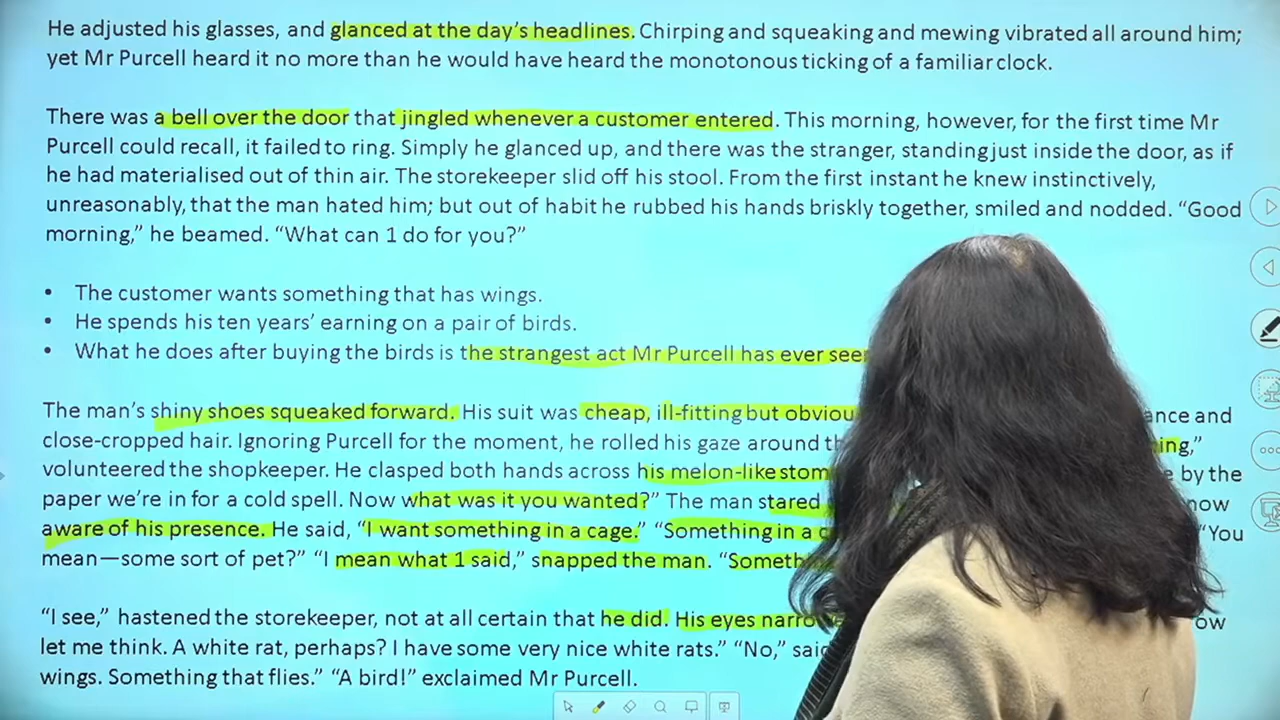 He adjusted his glasses, and glanced at the day's headlines. Chirping and squeaking and mewing vibrated all around him;
yet Mr Purcell heard it no more than he would have heard the monotonous ticking of a familiar clock.
There was a bell over the door that jingled whenever a customer entered. This morning, however, for the first time Mr
Purcell could recall, it failed to ring. Simply he glanced up, and there was the stranger, standing just inside the door, as if
he had materialised out of thin air. The storekeeper slid off his stool. From the first instant he knew instinctively,
unreasonably, that the man hated him; but out of habit he rubbed his hands briskly together, smiled and nodded. “Good
morning,” he beamed. “What can 1 do for you?”
• The customer wants something that has wings.
• He spends his ten years’ earning on a pair of birds.
• What he does after buying the birds is the strangest act Mr Purcell has ever
The man’s shiny shoes squeaked forward. His suit was cheap, ill-fitting but and
close-cropped hair. Ignoring Purcell for the moment, he rolled his gaze around
volunteered the shopkeeper. He clasped both hands across his melon-like by the
paper we’re in for a cold spell. Now what was it you wanted?” The man stared
aware of his presence. He said, “I want something in a cage.” “Something in a “You
mean—some sort of pet?” “I mean what 1 said,” snapped the man.
“I see,” hastened the storekeeper, not at all certain that he did. His eyes
let me think. A white rat, perhaps? I have some very nice white rats.” “No,”
wings. Something that flies.” “A bird!” exclaimed Mr Purcell.